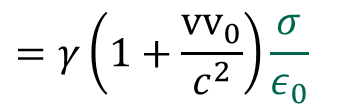 = γ (1 + vv₀/c²) σ/ϵ₀